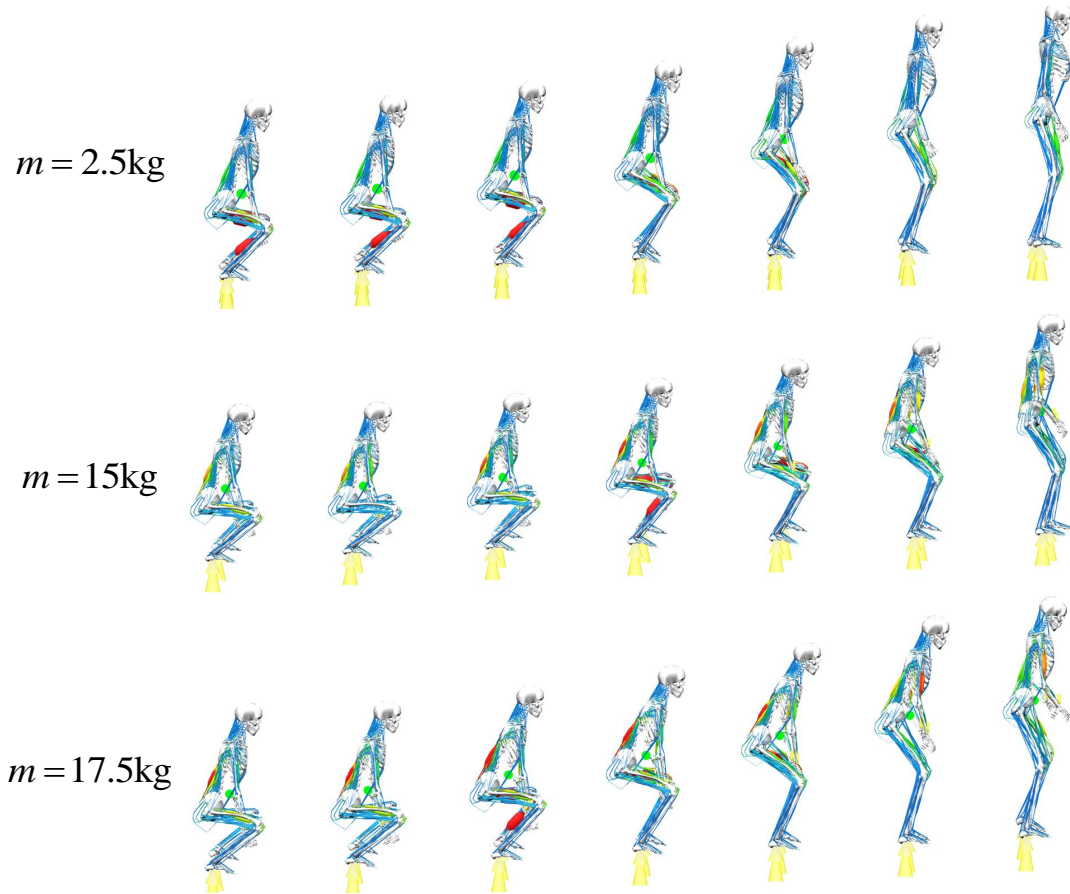 m = 2.5kg
m = 15kg
m = 17.5kg